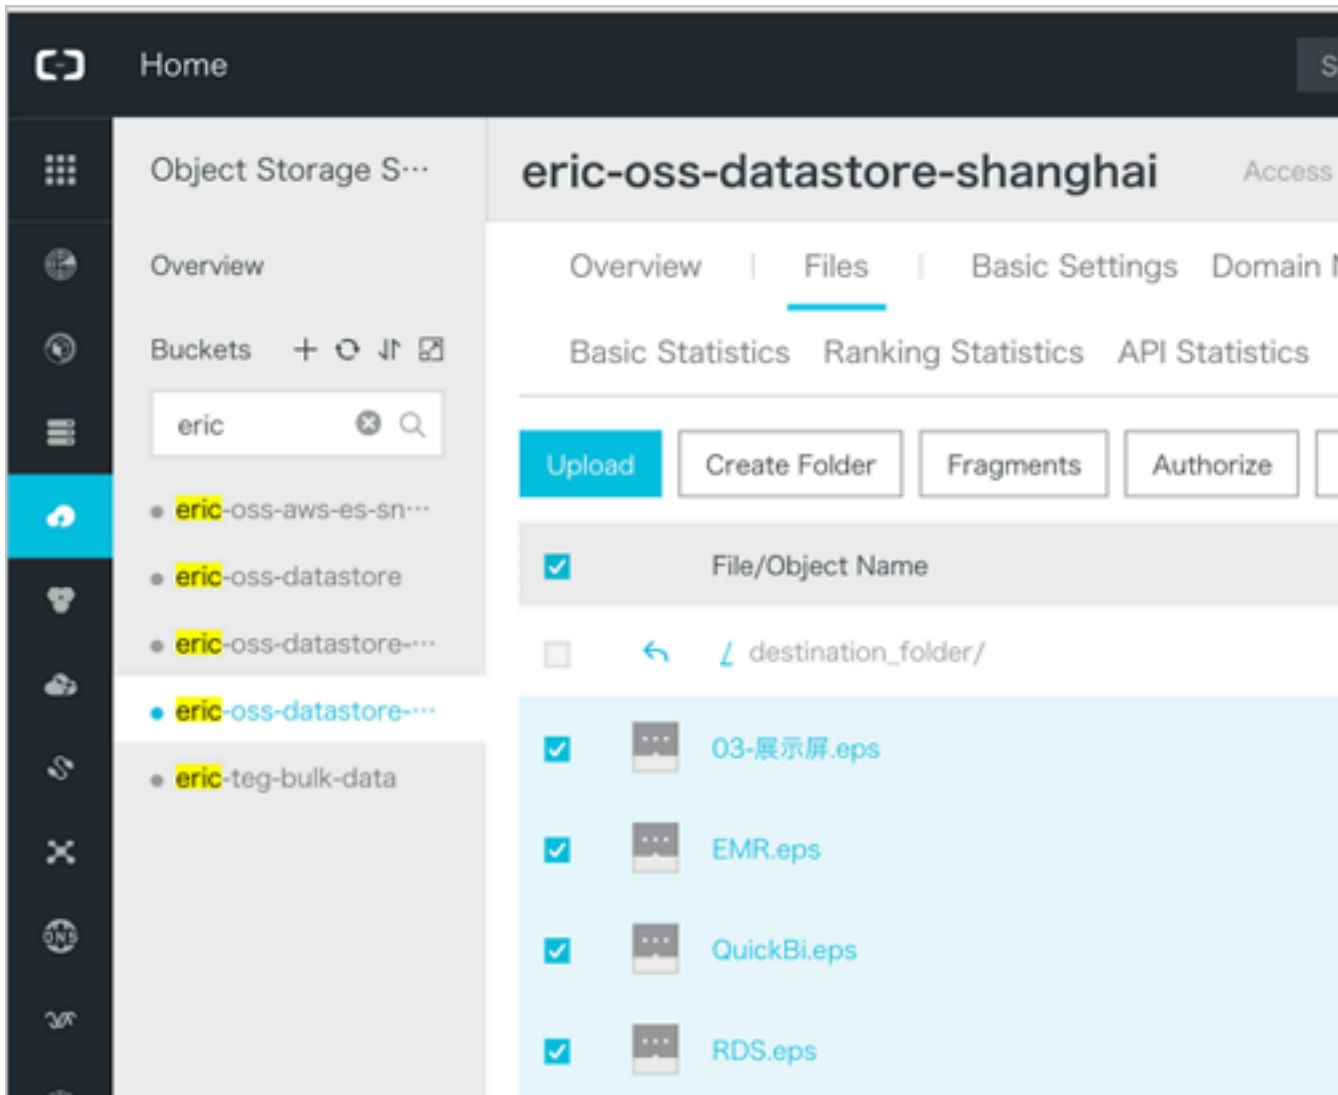 Home
Object Storage S···
Overview
Buckets
eric
eric-oss-aws-es-sn···
eric-oss-datastore
eric-oss-datastore-···
eric-oss-datastore-···
eric-teg-bulk-data
eric-oss-datastore-shanghai Access
Overview | Files | Basic Settings Domain
Basic Statistics Ranking Statistics API Statistics
Upload Create Folder Fragments Authorize
File/Object Name
/ destination_folder/
03-展示屏.eps
EMR.eps
QuickBi.eps
RDS.eps
DNS